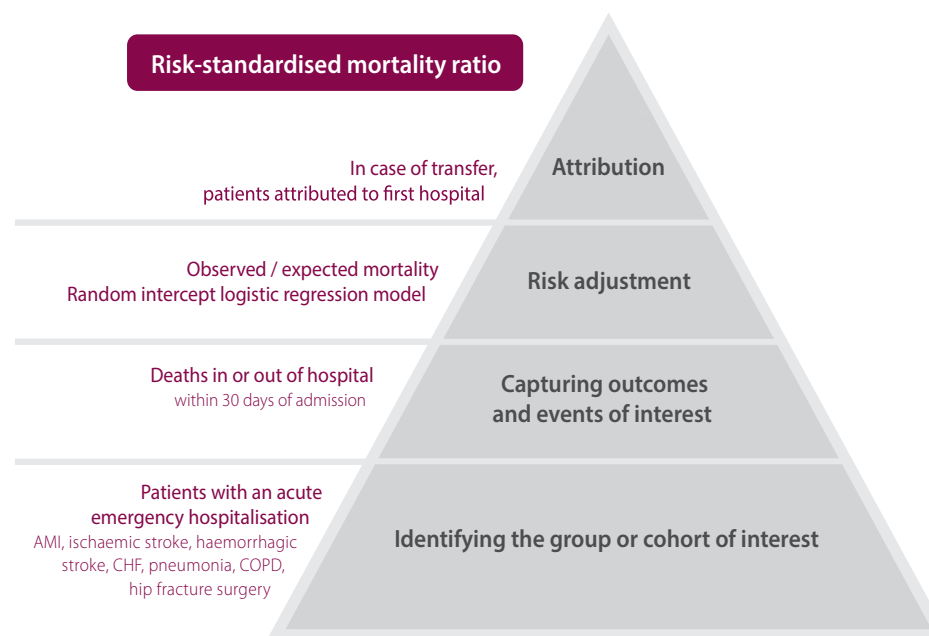 Risk-standardised mortality ratio
In case of transfer,
patients attributed to first hospital
Attribution
Observed / expected mortality
Random intercept logistic regression model
Risk adjustment
Deaths in or out of hospital
within 30 days of admission
Capturing outcomes
and events of interest
Patients with an acute
emergency hospitalisation
AMI, ischaemic stroke, haemorrhagic
stroke, CHF, pneumonia, COPD,
hip fracture surgery
Identifying the group or cohort of interest